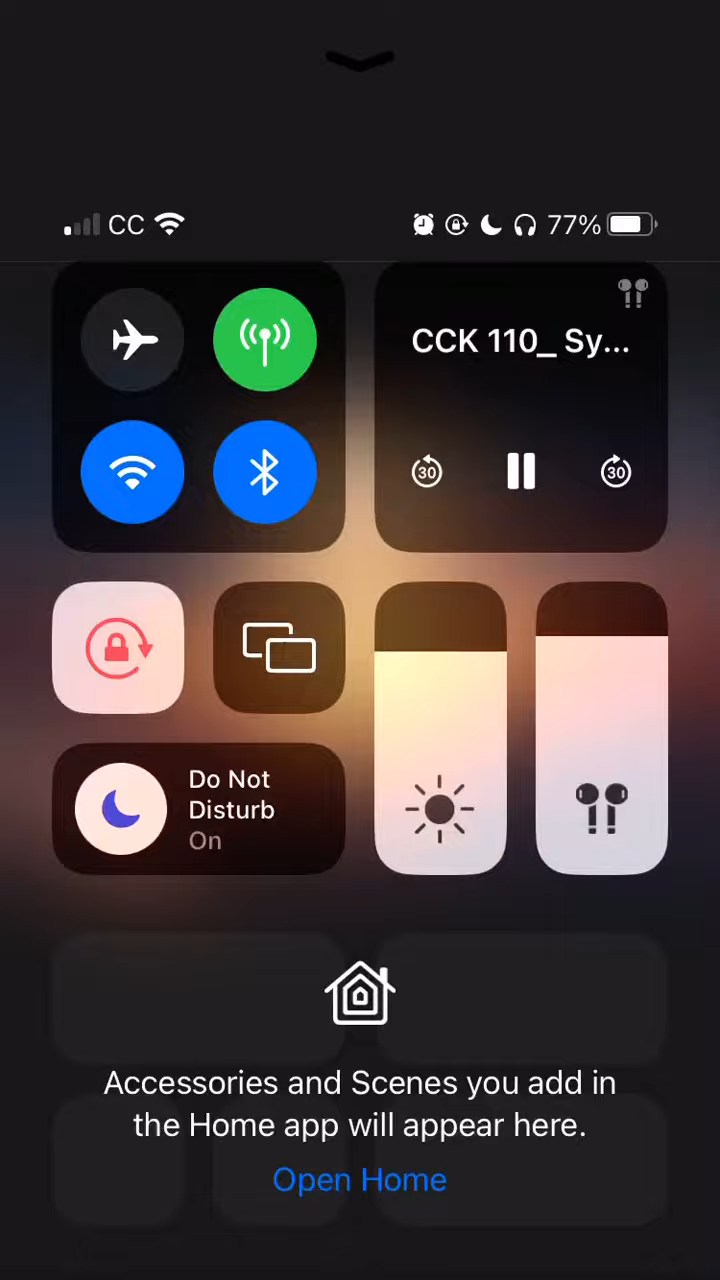 CC 77%
CCK 110_ Sy...
30 30
Do Not
Disturb
On
Accessories and Scenes you add in
the Home app will appear here.
Open Home